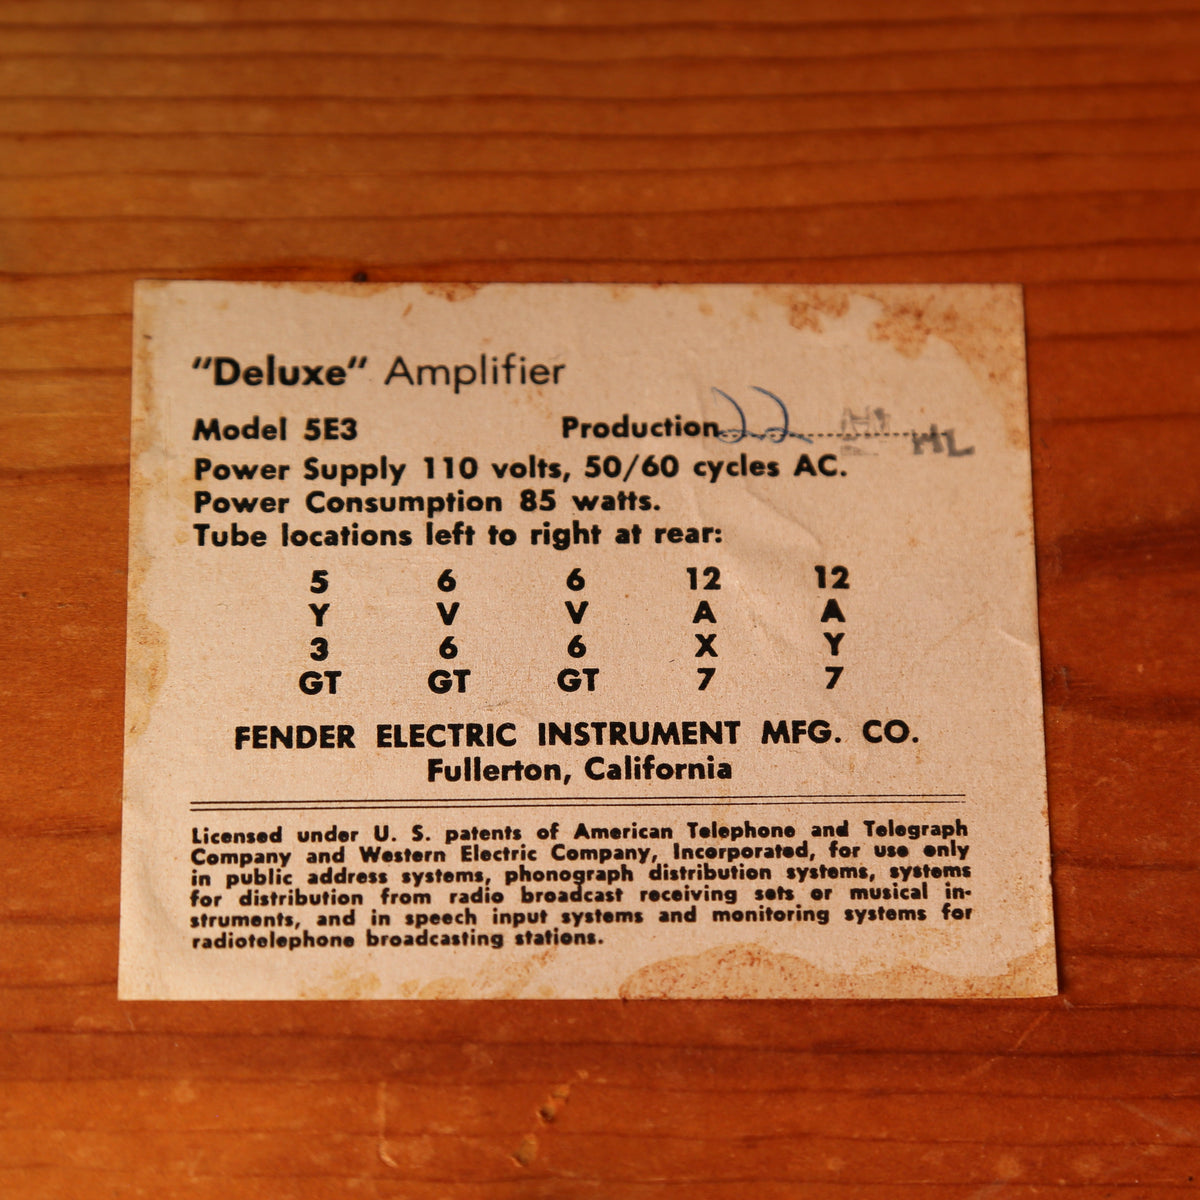 "Deluxe" Amplifier
Model 5E3 Production 22 HL
Power Supply 110 volts, 50/60 cycles AC.
Power Consumption 85 watts.
Tube locations left to right at rear:
5 6 6 12 12
Y V V A A
3 6 6 X Y
GT GT GT 7 7
FENDER ELECTRIC INSTRUMENT MFG. CO.
Fullerton, California
Licensed under U. S. patents of American Telephone and Telegraph
Company and Western Electric Company, Incorporated, for use only
in public address systems, phonograph distribution systems, systems
for distribution from radio broadcast receiving sets or musical in-
struments, and in speech input systems and monitoring systems for
radiotelephone broadcasting stations.